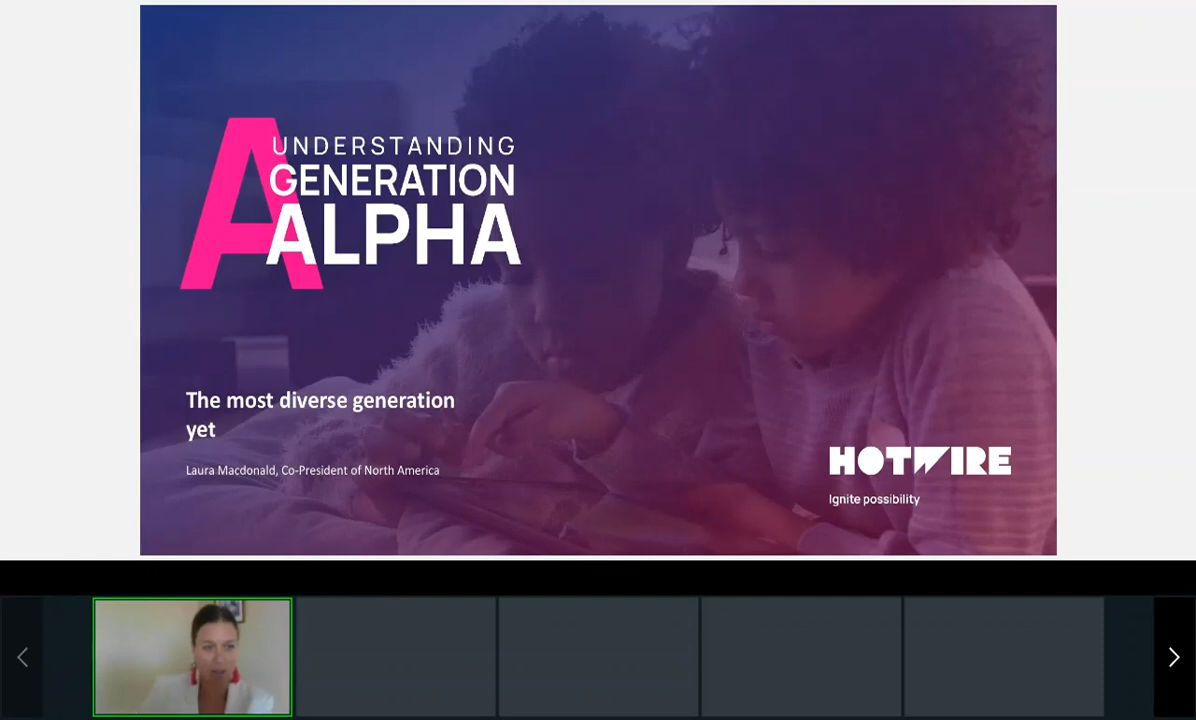 UNDERSTANDING
GENERATION
ALPHA
A
The most diverse generation
yet
Laura Macdonald, Co-President of North America
HOTWIRE
Ignite possibility